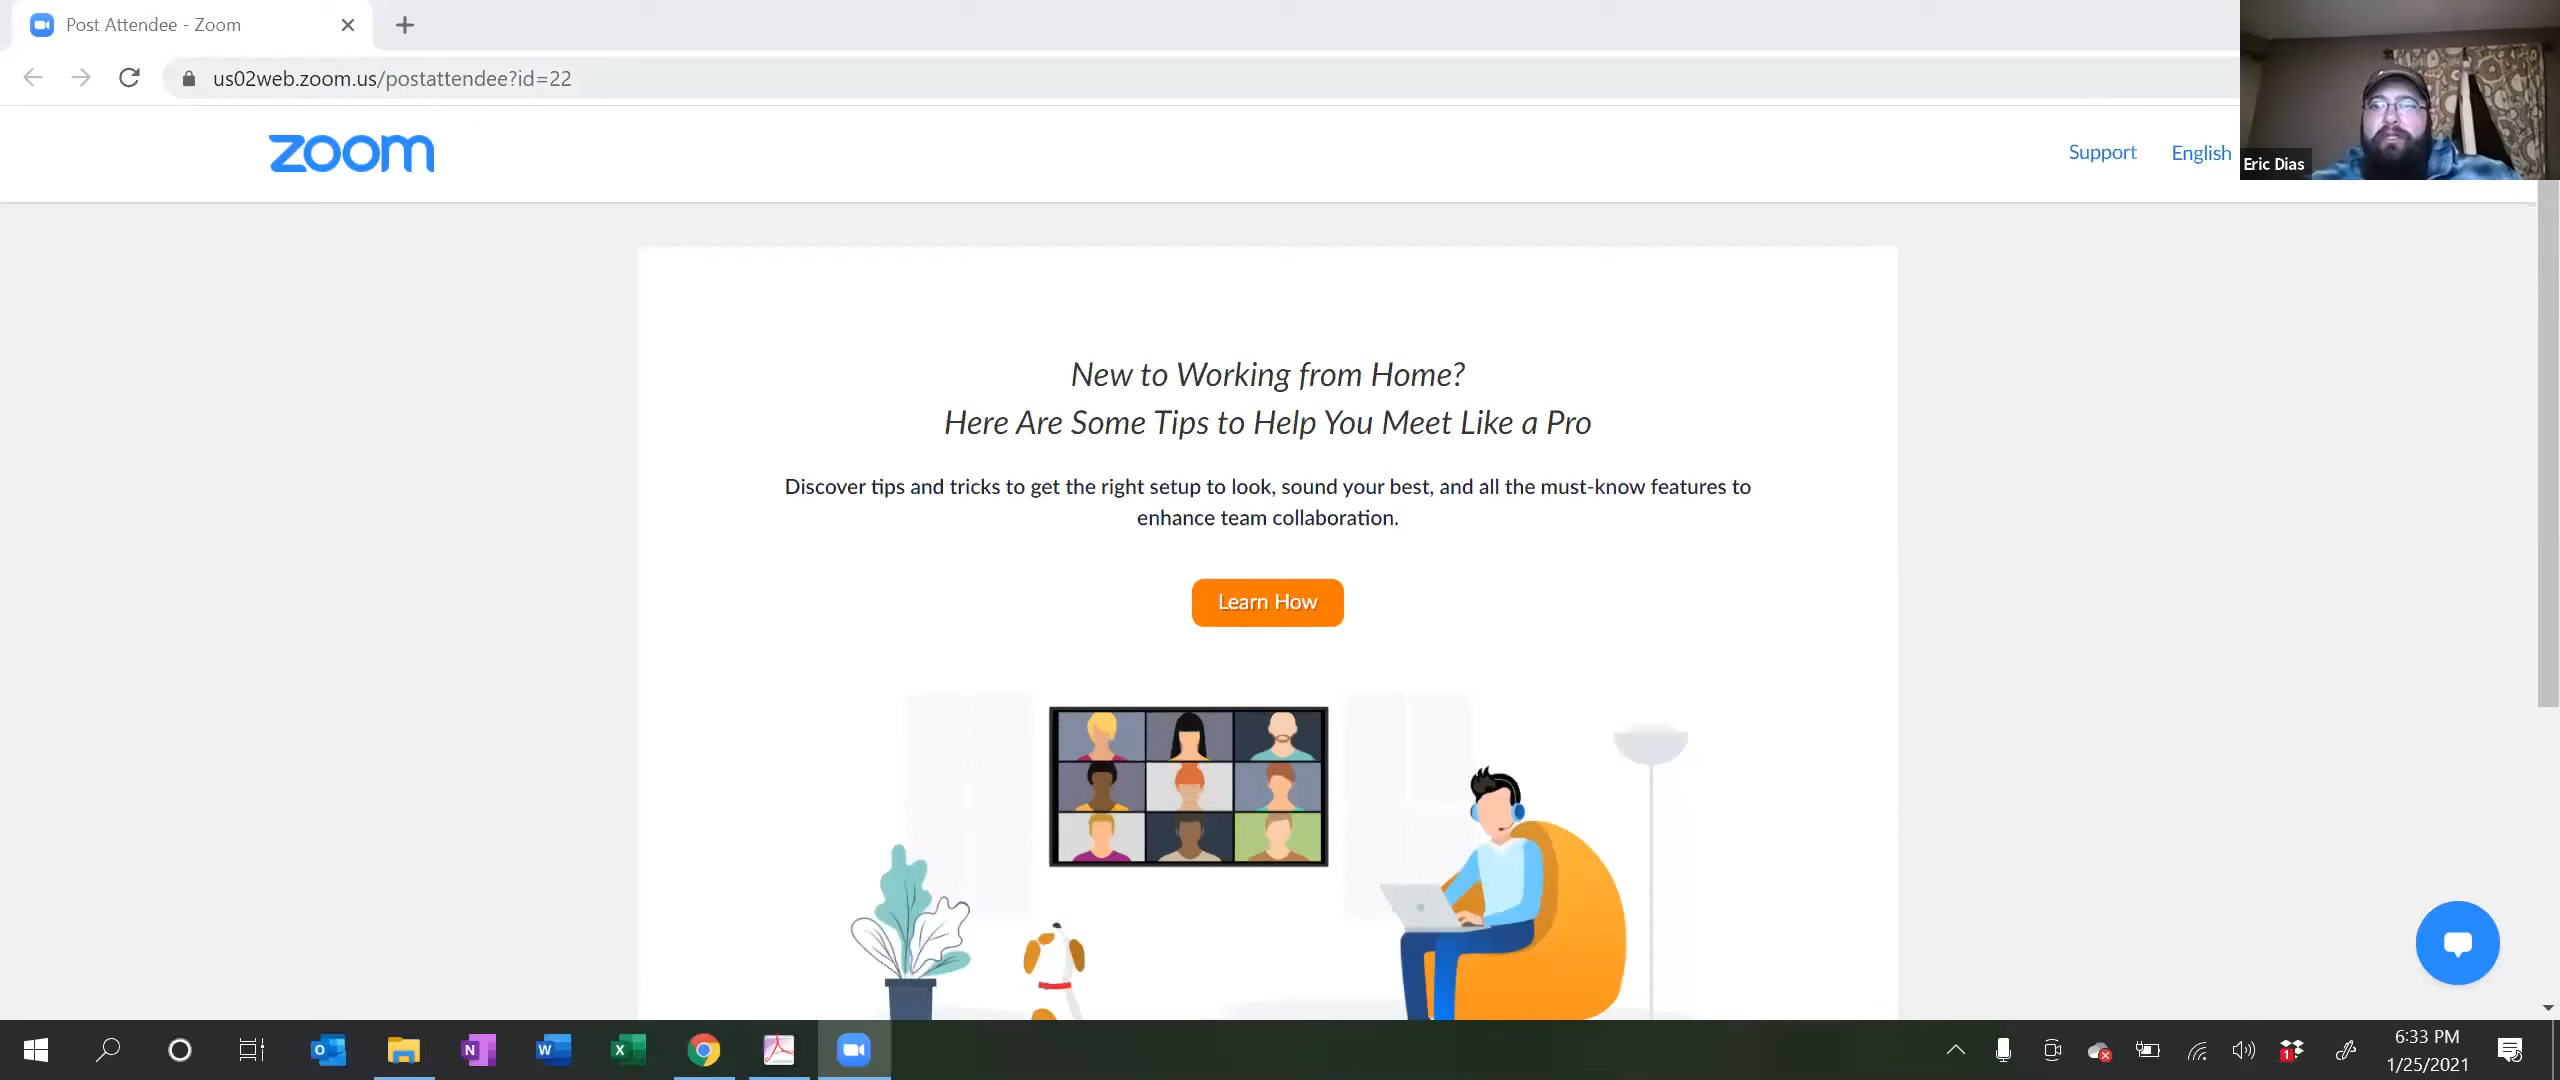 Post Attendee - Zoom
us02web.zoom.us/postattendee?id=22
zoom
Support
English
Eric Dias
New to Working from Home?
Here Are Some Tips to Help You Meet Like a Pro
Discover tips and tricks to get the right setup to look, sound your best, and all the must-know features to
enhance team collaboration.
Learn How
6:33 PM
1/25/2021